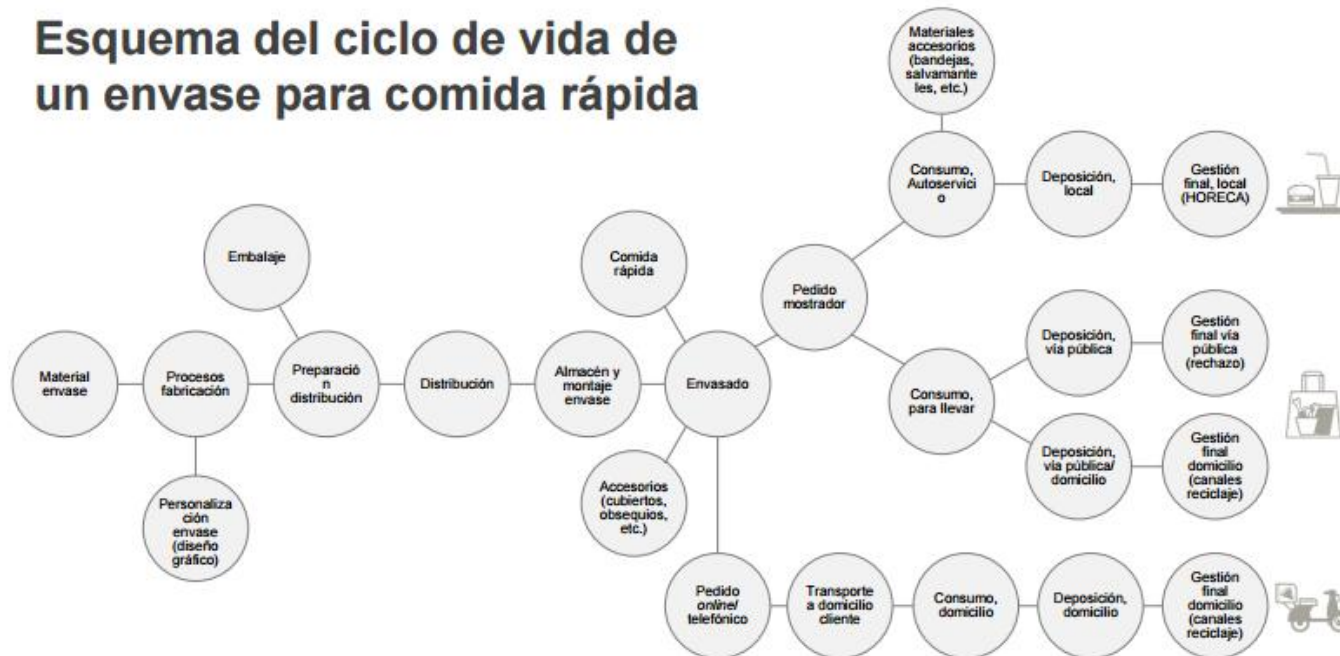 Esquema del ciclo de vida de
un envase para comida rápida
Materiales
accesorios
(bandejas,
salvamante
les, etc.)
Consumo,
Autoservici
o
Deposición,
local
Gestión
final, local
(HORECA)
Embalaje
Comida
rápida
Pedido
mostrador
Deposición,
vía pública
Gestión
final vía
pública
(rechazo)
Material
envase
Procesos
fabricación
Preparació
n
distribución
Distribución
Almacén y
montaje
envase
Envasado
Consumo,
para llevar
Deposición,
vía pública/
domicilio
Gestión
final
domicilio
(canales
reciclaje)
Personaliza
ción
envase
(diseño
gráfico)
Accesorios
(cubiertos,
obsequios,
etc.)
Pedido
online/
telefónico
Transporte
a domicilio
cliente
Consumo,
domicilio
Deposición,
domicilio
Gestión
final
domicilio
(canales
reciclaje)